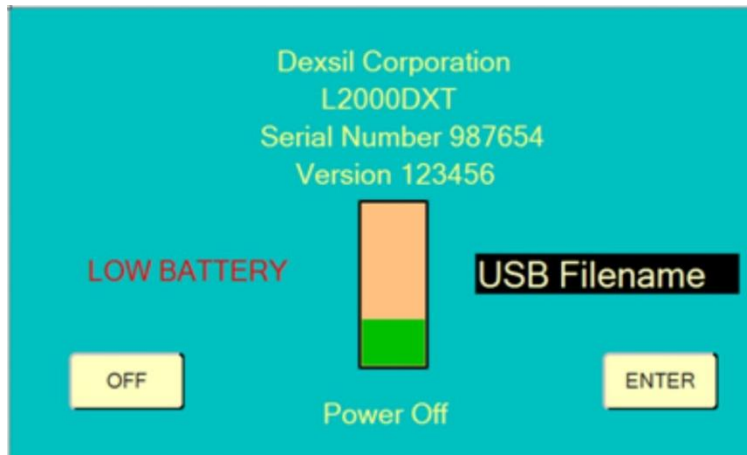 Dexsil Corporation
L2000DXT
Serial Number 987654
Version 123456
LOW BATTERY
USB Filename
OFF
ENTER
Power Off